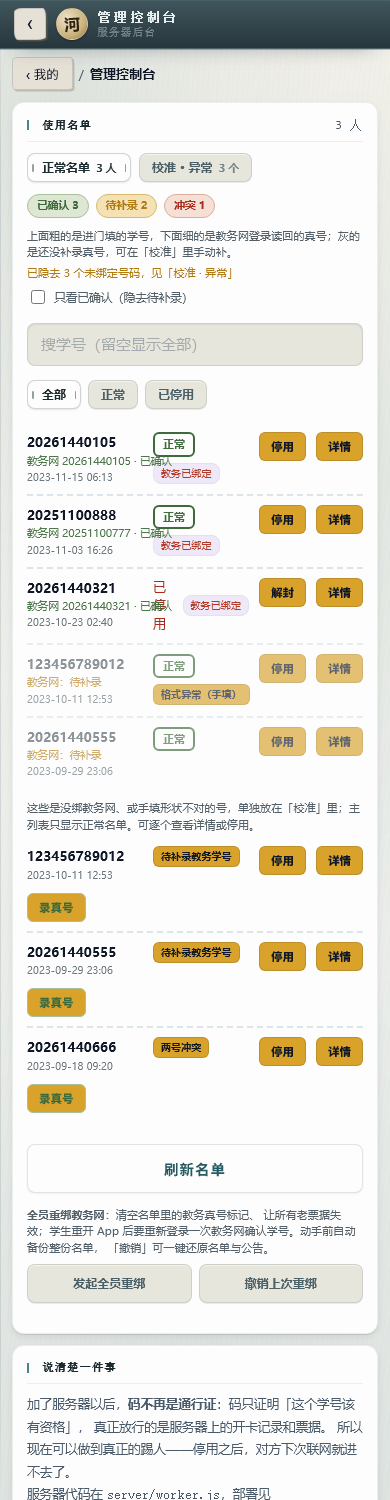 ‹
河
管理控制台
服务器后台
‹ 我的 / 管理控制台
使用名单 3 人
正常名单 3 人 校准·异常 3 个
已确认 3 待补录 2 冲突 1
上面粗的是进门填的学号，下面细的是教务网登录读回的真号；灰的
是还没补录真号，可在「校准」里手动补。
已隐去 3 个未绑定号码，见「校准 · 异常」
只看已确认（隐去待补录）
搜学号（留空显示全部）
全部 正常 已停用
20261440105 正常 停用 详情
教务网 20261440105 · 已确认
教务已绑定
2023-11-15 06:13
20251100888 正常 停用 详情
教务网 20251100777 · 已确认
教务已绑定
2023-11-03 16:26
20261440321 已停用 解封 详情
教务网 20261440321 · 已确认 教务已绑定
2023-10-23 02:40
123456789012 正常 停用 详情
教务网：待补录
格式异常（手填）
2023-10-11 12:53
20261440555 正常 停用 详情
教务网：待补录
2023-09-29 23:06
这些是没绑教务网、或手填形状不对的号，单独放在「校准」里；主
列表只显示正常名单。可逐个查看详情或停用。
123456789012 待补录教务学号 停用 详情
2023-10-11 12:53
录真号
20261440555 待补录教务学号 停用 详情
2023-09-29 23:06
录真号
20261440666 两号冲突 停用 详情
2023-09-18 09:20
录真号
刷新名单
全员重绑教务网：清空名单里的教务真号标记、 让所有老票据失
效；学生重开 App 后要重新登录一次教务网确认学号。动手前自动
备份整份名单， 「撤销」可一键还原名单与公告。
发起全员重绑 撤销上次重绑
说清楚一件事
加了服务器以后，码不再是通行证：码只证明「这个学号该
有资格」， 真正放行的是服务器上的开卡记录和票据。 所以
现在可以做到真正的踢人——停用之后，对方下次联网就进
不去了。
服务器代码在 server/worker.js，部署见